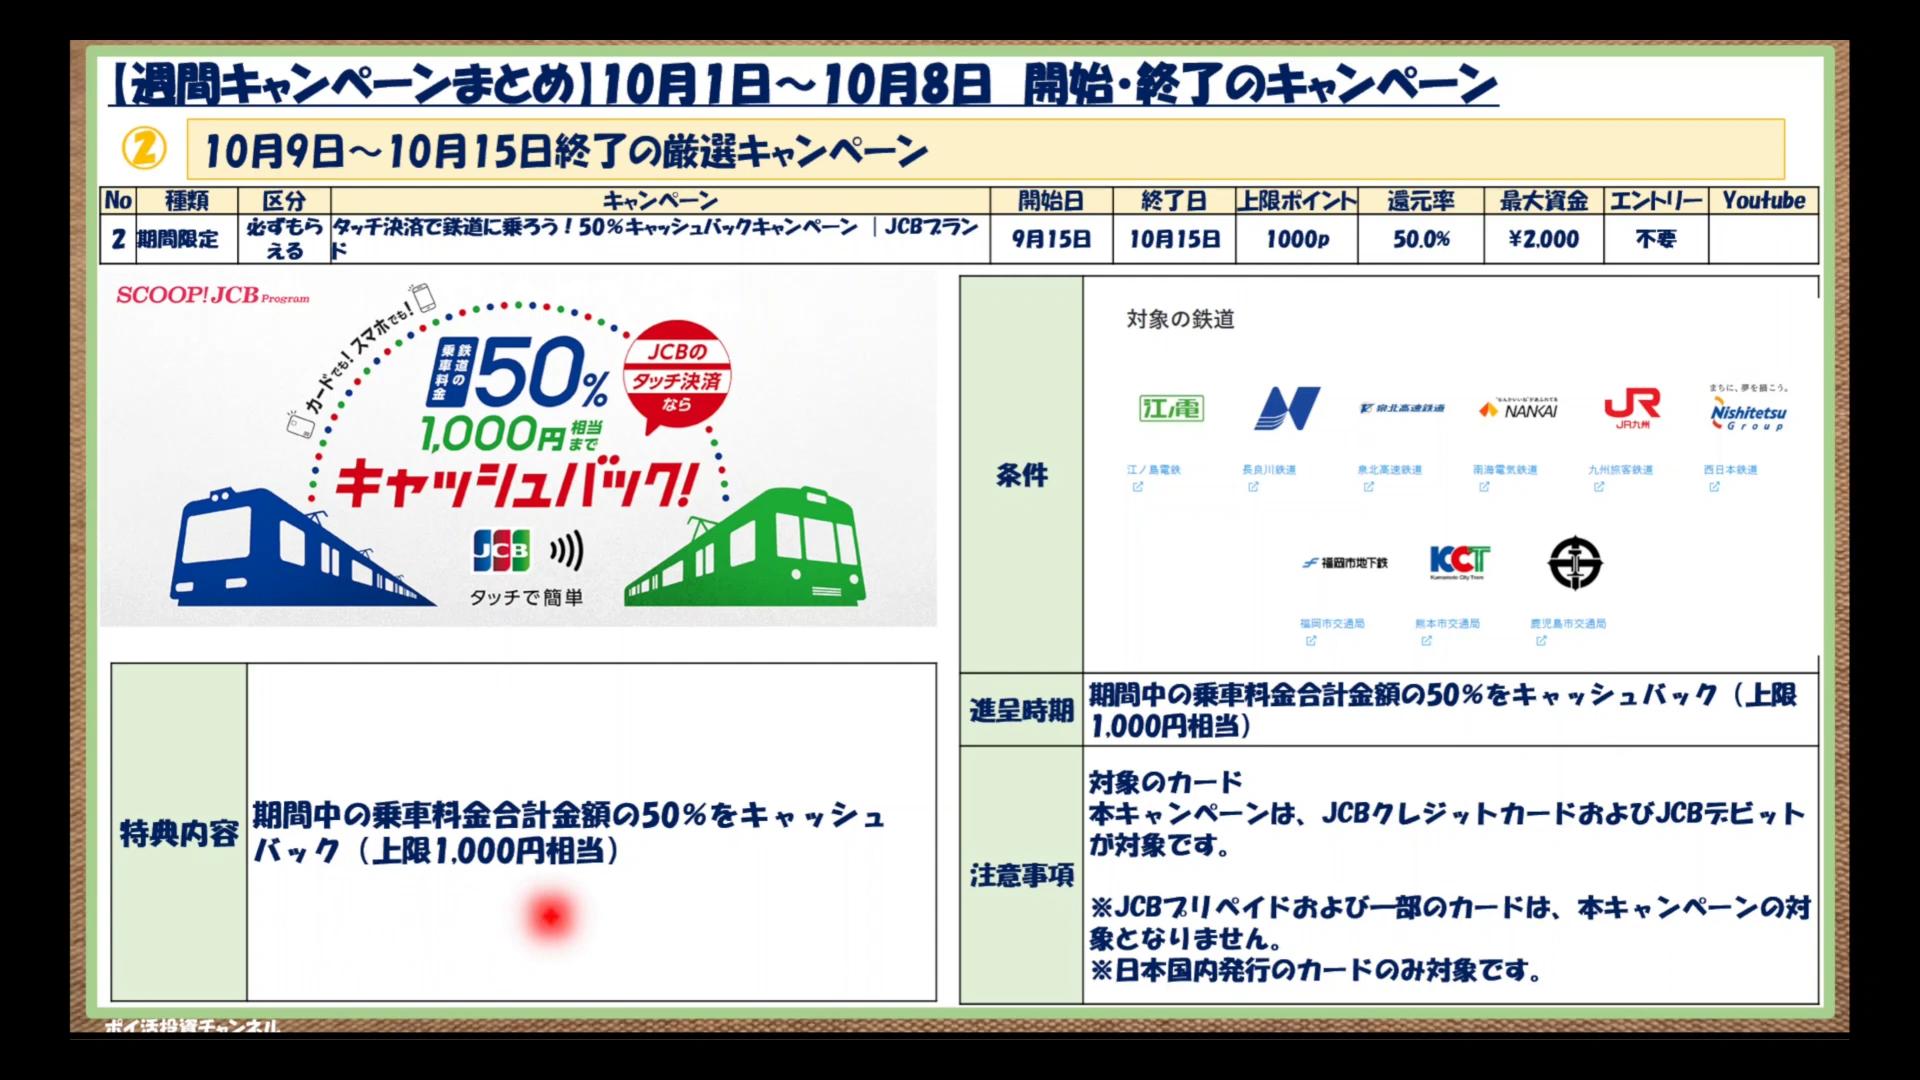 【週間キャンペーンまとめ】10月1日～10月8日　開始・終了のキャンペーン
② 10月9日～10月15日終了の厳選キャンペーン
No 種類 区分 キャンペーン 開始日 終了日 上限ポイント 還元率 最大資金 エントリー Youtube
2 期間限定 必ずもらえる タッチ決済で鉄道に乗ろう！50％キャッシュバックキャンペーン ｜JCBブランド 9月15日 10月15日 1000p 50.0% ¥2,000 不要
SCOOP! JCB Program
カードでも！スマホでも！
鉄道の乗車料金 50%
1,000円相当まで
JCBの
タッチ決済
なら
キャッシュバック!
JCB
タッチで簡単
条件
対象の鉄道
江ノ電
泉北高速鉄道
NANKAI
JR
JR九州
まちに、夢を描こう。
Nishitetsu
Group
江ノ島電鉄 長良川鉄道 泉北高速鉄道 南海電気鉄道 九州旅客鉄道 西日本鉄道
福岡市地下鉄
KCT
Kumamoto City Tram
福岡市交通局 熊本市交通局 鹿児島市交通局
特典内容
期間中の乗車料金合計金額の50％をキャッシュ
バック（上限1,000円相当）
進呈時期
期間中の乗車料金合計金額の50％をキャッシュバック（上限
1,000円相当）
注意事項
対象のカード
本キャンペーンは、JCBクレジットカードおよびJCBデビット
が対象です。
※JCBプリペイドおよび一部のカードは、本キャンペーンの対
象となりません。
※日本国内発行のカードのみ対象です。
ポイ活投資チャンネル